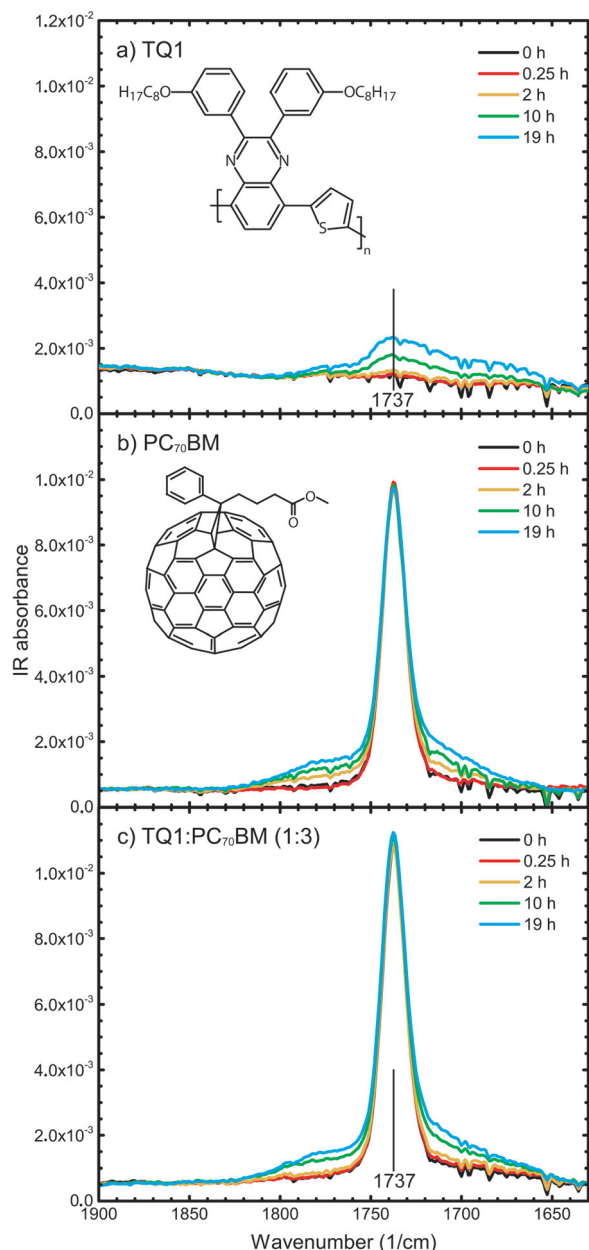 1.2x10⁻²
a) TQ1
0 h
0.25 h
2 h
10 h
19 h
H17C8O
OC8H17
N
N
S
n
1.0x10⁻²
8.0x10⁻³
6.0x10⁻³
4.0x10⁻³
2.0x10⁻³
0.0
1737
b) PC₇₀BM
0 h
0.25 h
2 h
10 h
19 h
O
O
1.0x10⁻²
8.0x10⁻³
6.0x10⁻³
4.0x10⁻³
2.0x10⁻³
0.0
IR absorbance
c) TQ1:PC₇₀BM (1:3)
0 h
0.25 h
2 h
10 h
19 h
1.0x10⁻²
8.0x10⁻³
6.0x10⁻³
4.0x10⁻³
2.0x10⁻³
0.0
1737
1900 1850 1800 1750 1700 1650
Wavenumber (1/cm)